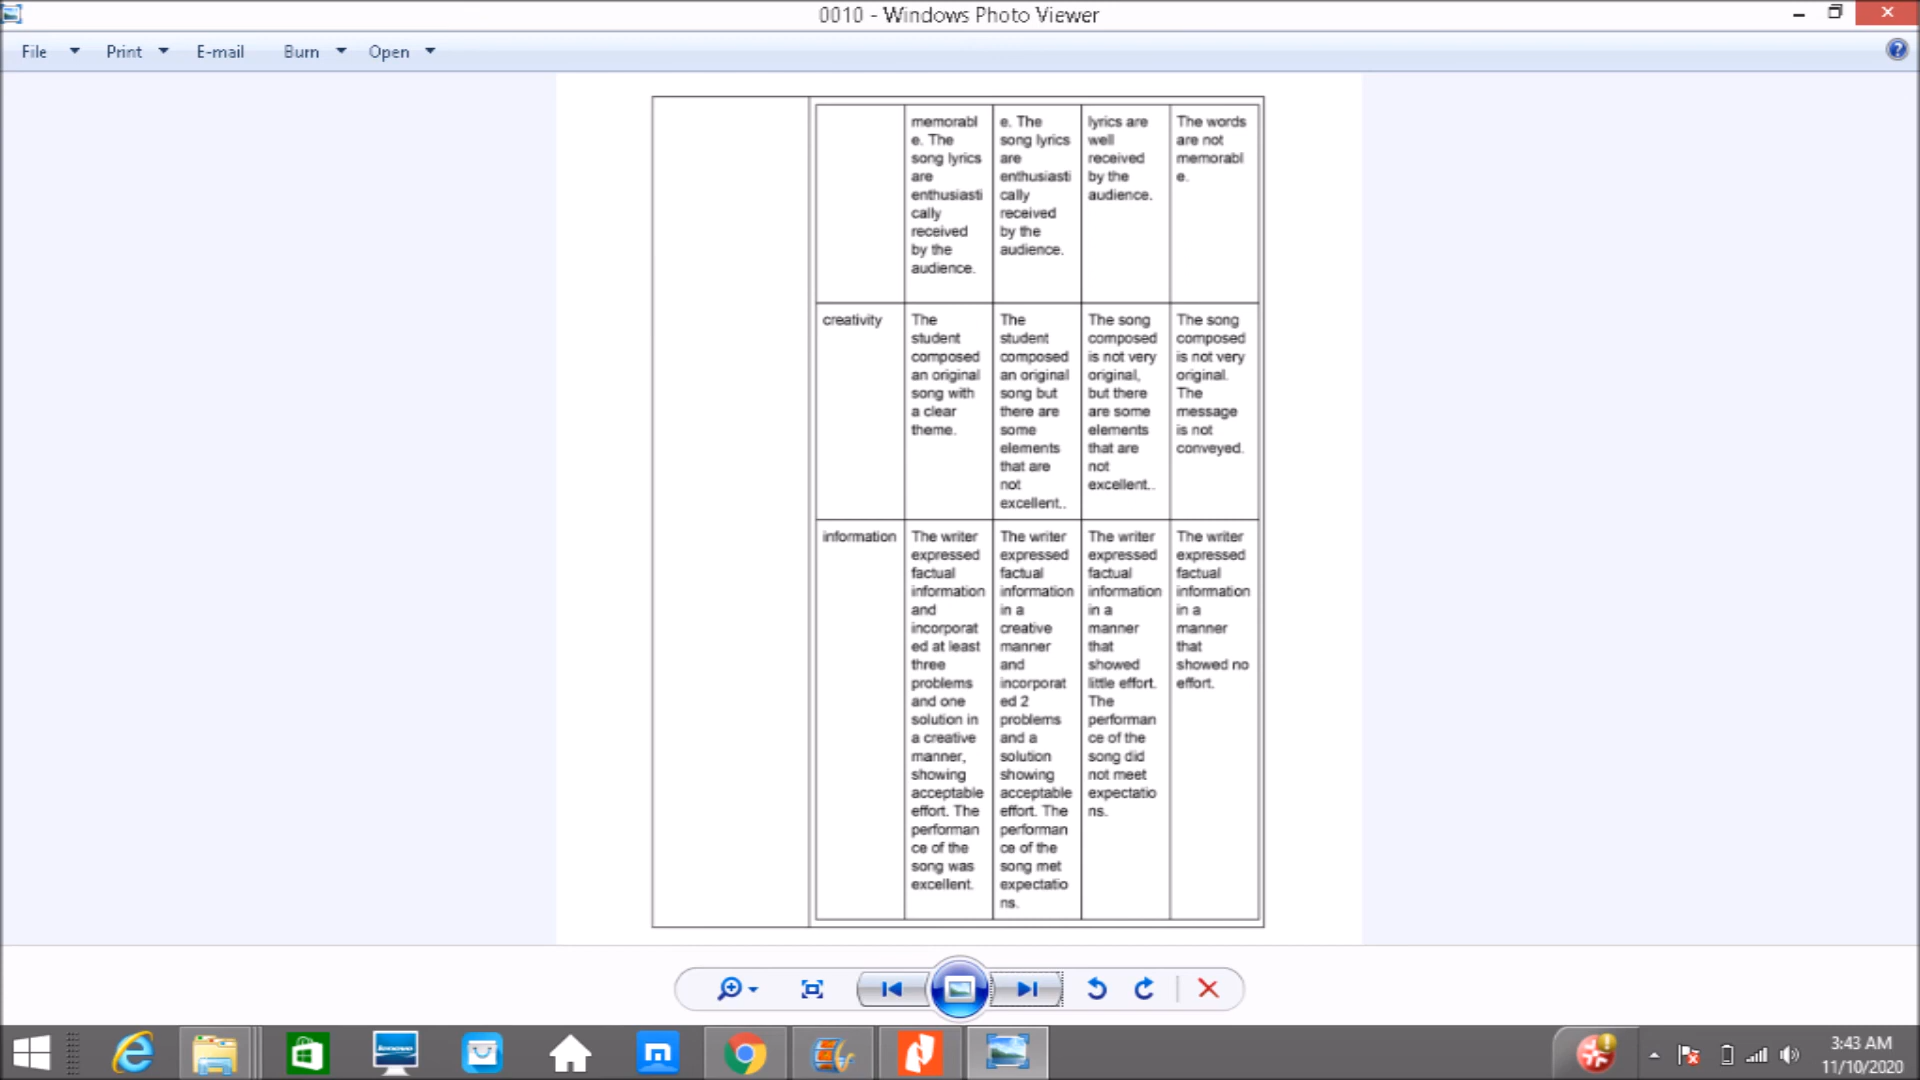 0010 - Windows Photo Viewer
File Print E-mail Burn Open
memorabl
e. The
song lyrics
are
enthusiasti
cally
received
by the
audience.
e. The
song lyrics
are
enthusiasti
cally
received
by the
audience.
lyrics are
well
received
by the
audience.
The words
are not
memorabl
e.
creativity
The
student
composed
an original
song with
a clear
theme.
The
student
composed
an original
song but
there are
some
elements
that are
not
excellent..
The song
composed
is not very
original,
but there
are some
elements
that are
not
excellent..
The song
composed
is not very
original.
The
message
is not
conveyed.
information
The writer
expressed
factual
information
and
incorporat
ed at least
three
problems
and one
solution in
a creative
manner,
showing
acceptable
effort. The
performan
ce of the
song was
excellent.
The writer
expressed
factual
information
in a
creative
manner
and
incorporat
ed 2
problems
and a
solution
showing
acceptable
effort. The
performan
ce of the
song met
expectatio
ns.
The writer
expressed
factual
information
in a
manner
that
showed
little effort.
The
performan
ce of the
song did
not meet
expectatio
ns.
The writer
expressed
factual
information
in a
manner
that
showed no
effort.
lenovo
3:43 AM
11/10/2020